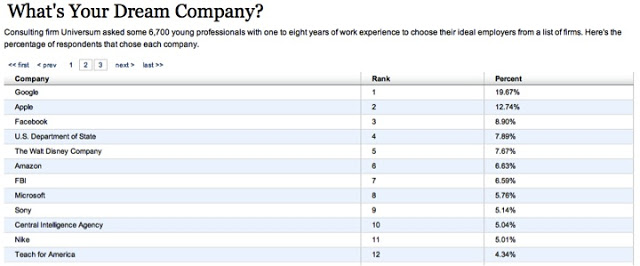 What's Your Dream Company?
Consulting firm Universum asked some 6,700 young professionals with one to eight years of work experience to choose their ideal employers from a list of firms. Here's the
percentage of respondents that chose each company.
<< first < prev 1 2 3 next > last >>
Company Rank Percent
Google 1 19.67%
Apple 2 12.74%
Facebook 3 8.90%
U.S. Department of State 4 7.89%
The Walt Disney Company 5 7.67%
Amazon 6 6.63%
FBI 7 6.59%
Microsoft 8 5.76%
Sony 9 5.14%
Central Intelligence Agency 10 5.04%
Nike 11 5.01%
Teach for America 12 4.34%